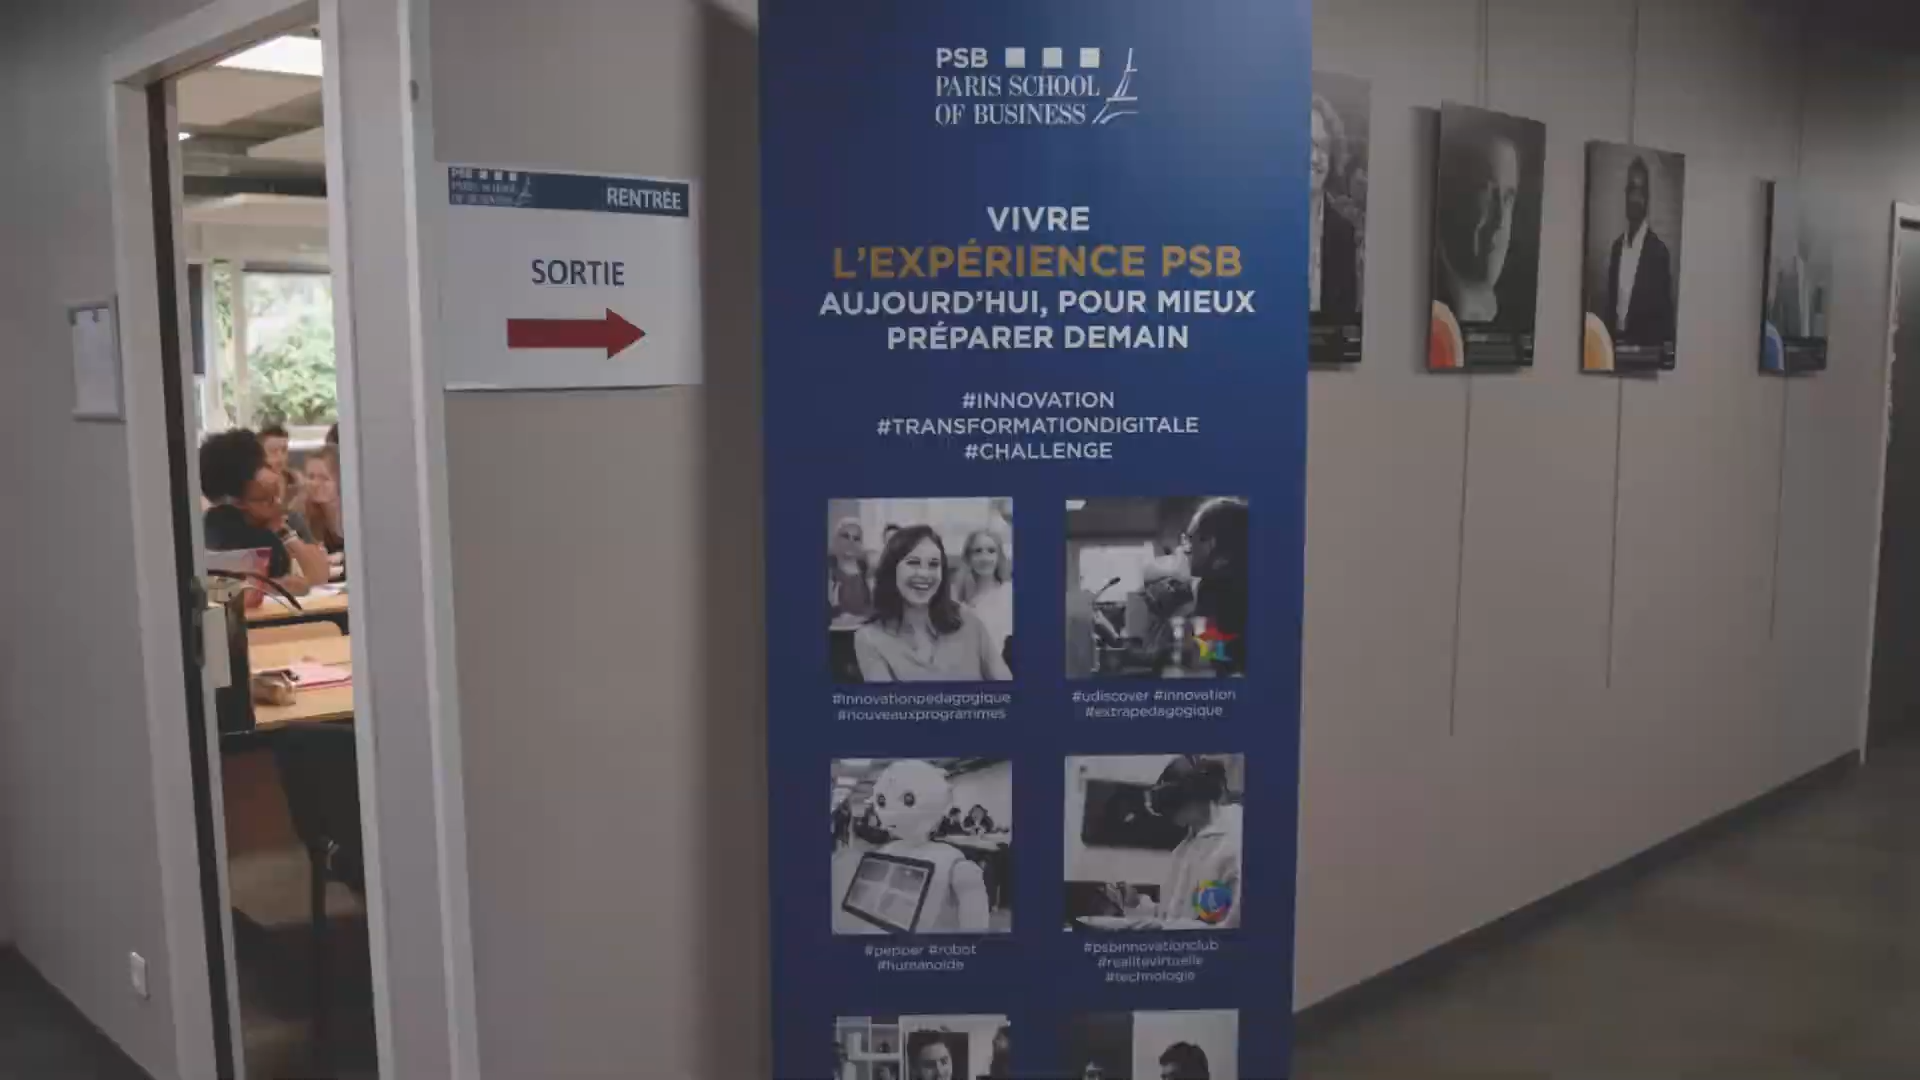 RENTRÉE
SORTIE
PSB
PARIS SCHOOL
OF BUSINESS
VIVRE
L'EXPÉRIENCE PSB
AUJOURD'HUI, POUR MIEUX
PRÉPARER DEMAIN
#INNOVATION
#TRANSFORMATIONDIGITALE
#CHALLENGE
#innovationpedagogique
#nouveauxprogrammes
#udiscover #innovation
#extrapedagogique
#pepper #robot
#humanoide
#psbinnovationclub
#realitevirtuelle
#technologie